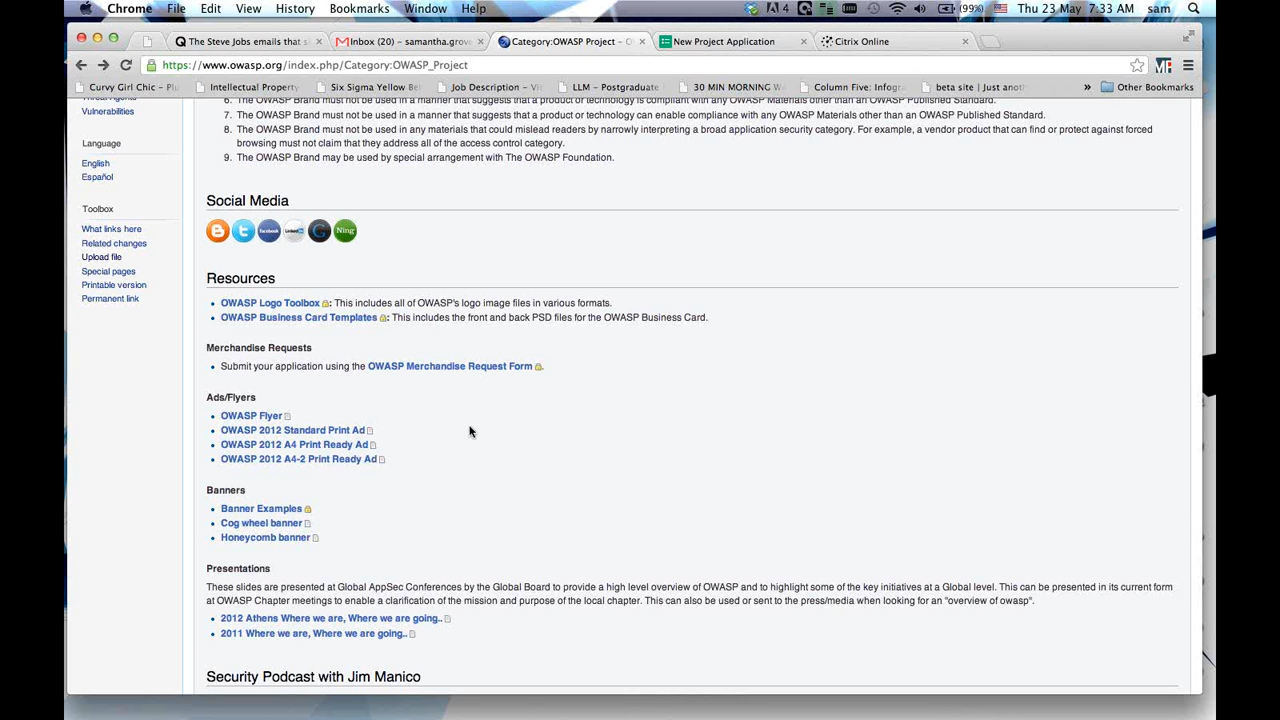 Chrome File Edit View History Bookmarks Window Help 4 (99%) Thu 23 May 7:33 AM sam
The Steve Jobs emails that s Inbox (20) – samantha.grov Category:OWASP Project – O New Project Application Citrix Online
https://www.owasp.org/index.php/Category:OWASP_Project
Curvy Girl Chic – Plu Intellectual Property Six Sigma Yellow Be Job Description – Vi LLM – Postgraduate 30 MIN MORNING W Column Five: Infogr beta site | Just anot » Other Bookmarks
Threat Agents
Vulnerabilities
Language
English
Español
Toolbox
What links here
Related changes
Upload file
Special pages
Printable version
Permanent link
6. The OWASP Brand must not be used in a manner that suggests that a product or technology is compliant with any OWASP Materials other than an OWASP Published Standard.
7. The OWASP Brand must not be used in a manner that suggests that a product or technology can enable compliance with any OWASP Materials other than an OWASP Published Standard.
8. The OWASP Brand must not be used in any materials that could mislead readers by narrowly interpreting a broad application security category. For example, a vendor product that can find or protect against forced
browsing must not claim that they address all of the access control category.
9. The OWASP Brand may be used by special arrangement with The OWASP Foundation.
Social Media
facebook LinkedIn G Ning
Resources
OWASP Logo Toolbox : This includes all of OWASP's logo image files in various formats.
OWASP Business Card Templates : This includes the front and back PSD files for the OWASP Business Card.
Merchandise Requests
Submit your application using the OWASP Merchandise Request Form .
Ads/Flyers
OWASP Flyer
OWASP 2012 Standard Print Ad
OWASP 2012 A4 Print Ready Ad
OWASP 2012 A4-2 Print Ready Ad
Banners
Banner Examples
Cog wheel banner
Honeycomb banner
Presentations
These slides are presented at Global AppSec Conferences by the Global Board to provide a high level overview of OWASP and to highlight some of the key initiatives at a Global level. This can be presented in its current form
at OWASP Chapter meetings to enable a clarification of the mission and purpose of the local chapter. This can also be used or sent to the press/media when looking for an "overview of owasp".
2012 Athens Where we are, Where we are going..
2011 Where we are, Where we are going..
Security Podcast with Jim Manico